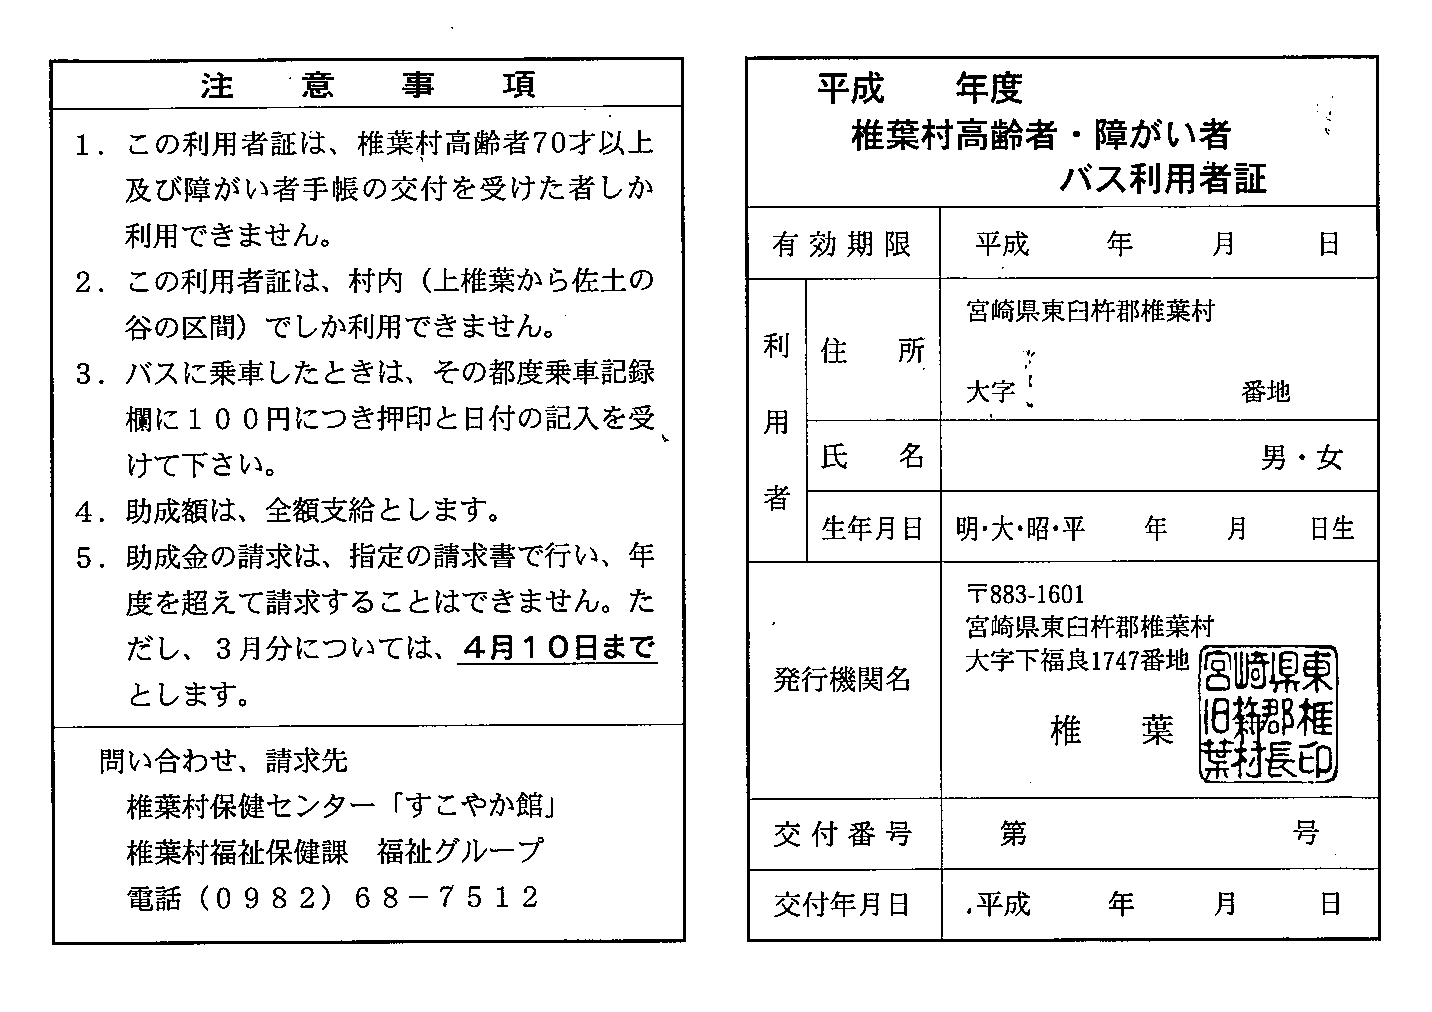 注　意　事　項
１．この利用者証は、椎葉村高齢者70才以上
及び障がい者手帳の交付を受けた者しか
利用できません。
２．この利用者証は、村内（上椎葉から佐土の
谷の区間）でしか利用できません。
３．バスに乗車したときは、その都度乗車記録
欄に１００円につき押印と日付の記入を受
けて下さい。
４．助成額は、全額支給とします。
５．助成金の請求は、指定の請求書で行い、年
度を超えて請求することはできません。た
だし、３月分については、４月１０日まで
とします。
問い合わせ、請求先
椎葉村保健センター「すこやか館」
椎葉村福祉保健課　福祉グループ
電話（０９８２）６８－７５１２
平成　　年度
椎葉村高齢者・障がい者
バス利用者証
有効期限　平成　　年　　月　　日
利用者
住所　宮崎県東臼杵郡椎葉村
大字　　　番地
氏名　　　男・女
生年月日　明・大・昭・平　　年　　月　　日生
発行機関名
〒883-1601
宮崎県東臼杵郡椎葉村
大字下福良1747番地
椎　葉
宮崎県東
臼杵郡椎
葉村長印
交付番号　第　　　号
交付年月日　平成　　年　　月　　日